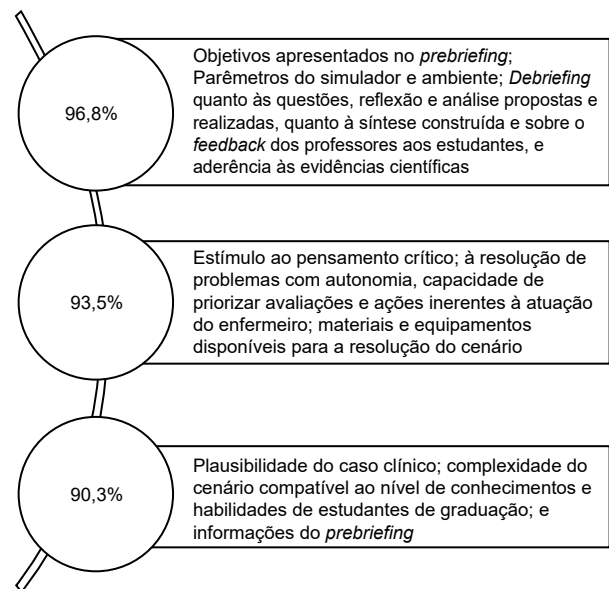 96,8%
Objetivos apresentados no prebriefing;
Parâmetros do simulador e ambiente; Debriefing
quanto às questões, reflexão e análise propostas e
realizadas, quanto à síntese construída e sobre o
feedback dos professores aos estudantes, e
aderência às evidências científicas
93,5%
Estímulo ao pensamento crítico; à resolução de
problemas com autonomia, capacidade de
priorizar avaliações e ações inerentes à atuação
do enfermeiro; materiais e equipamentos
disponíveis para a resolução do cenário
90,3%
Plausibilidade do caso clínico; complexidade do
cenário compatível ao nível de conhecimentos e
habilidades de estudantes de graduação; e
informações do prebriefing